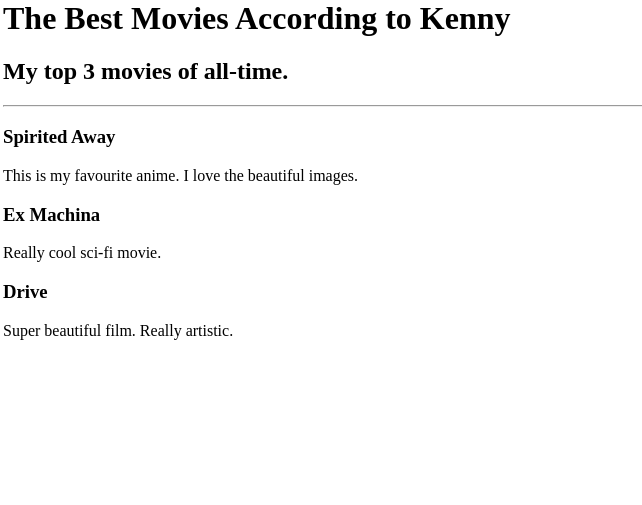 The Best Movies According to Kenny
My top 3 movies of all-time.
Spirited Away
This is my favourite anime. I love the beautiful images.
Ex Machina
Really cool sci-fi movie.
Drive
Super beautiful film. Really artistic.